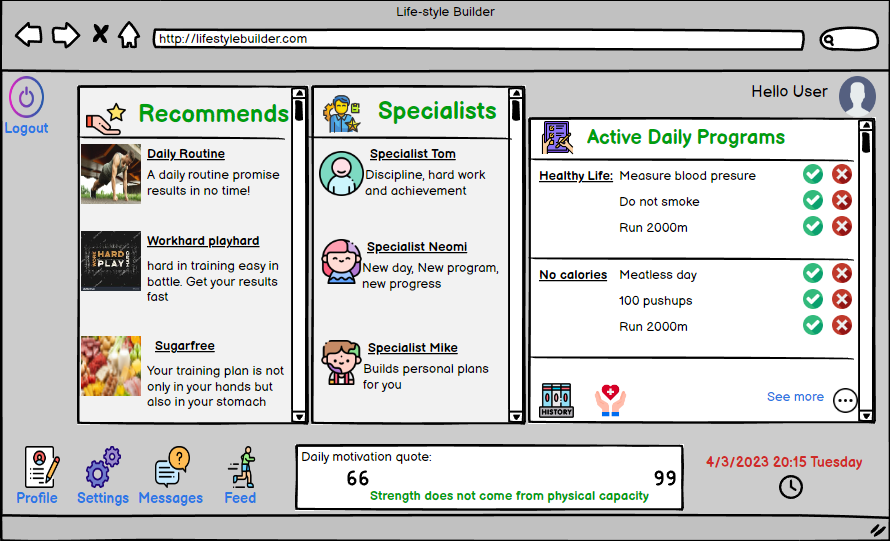 Life-style Builder
http://lifestylebuilder.com
Logout
Recommends
Daily Routine
A daily routine promise
results in no time!
Workhard playhard
WORK HARD PLAY HARD
hard in training easy in
battle. Get your results
fast
Sugarfree
Your training plan is not
only in your hands but
also in your stomach
Specialists
Specialist Tom
Discipline, hard work
and achievement
Specialist Neomi
New day, New program,
new progress
Specialist Mike
Builds personal plans
for you
Hello User
Active Daily Programs
Healthy Life: Measure blood presure
Do not smoke
Run 2000m
No calories Meatless day
100 pushups
Run 2000m
HISTORY
See more
Profile
Settings
Messages
Feed
Daily motivation quote:
66 99
Strength does not come from physical capacity
4/3/2023 20:15 Tuesday